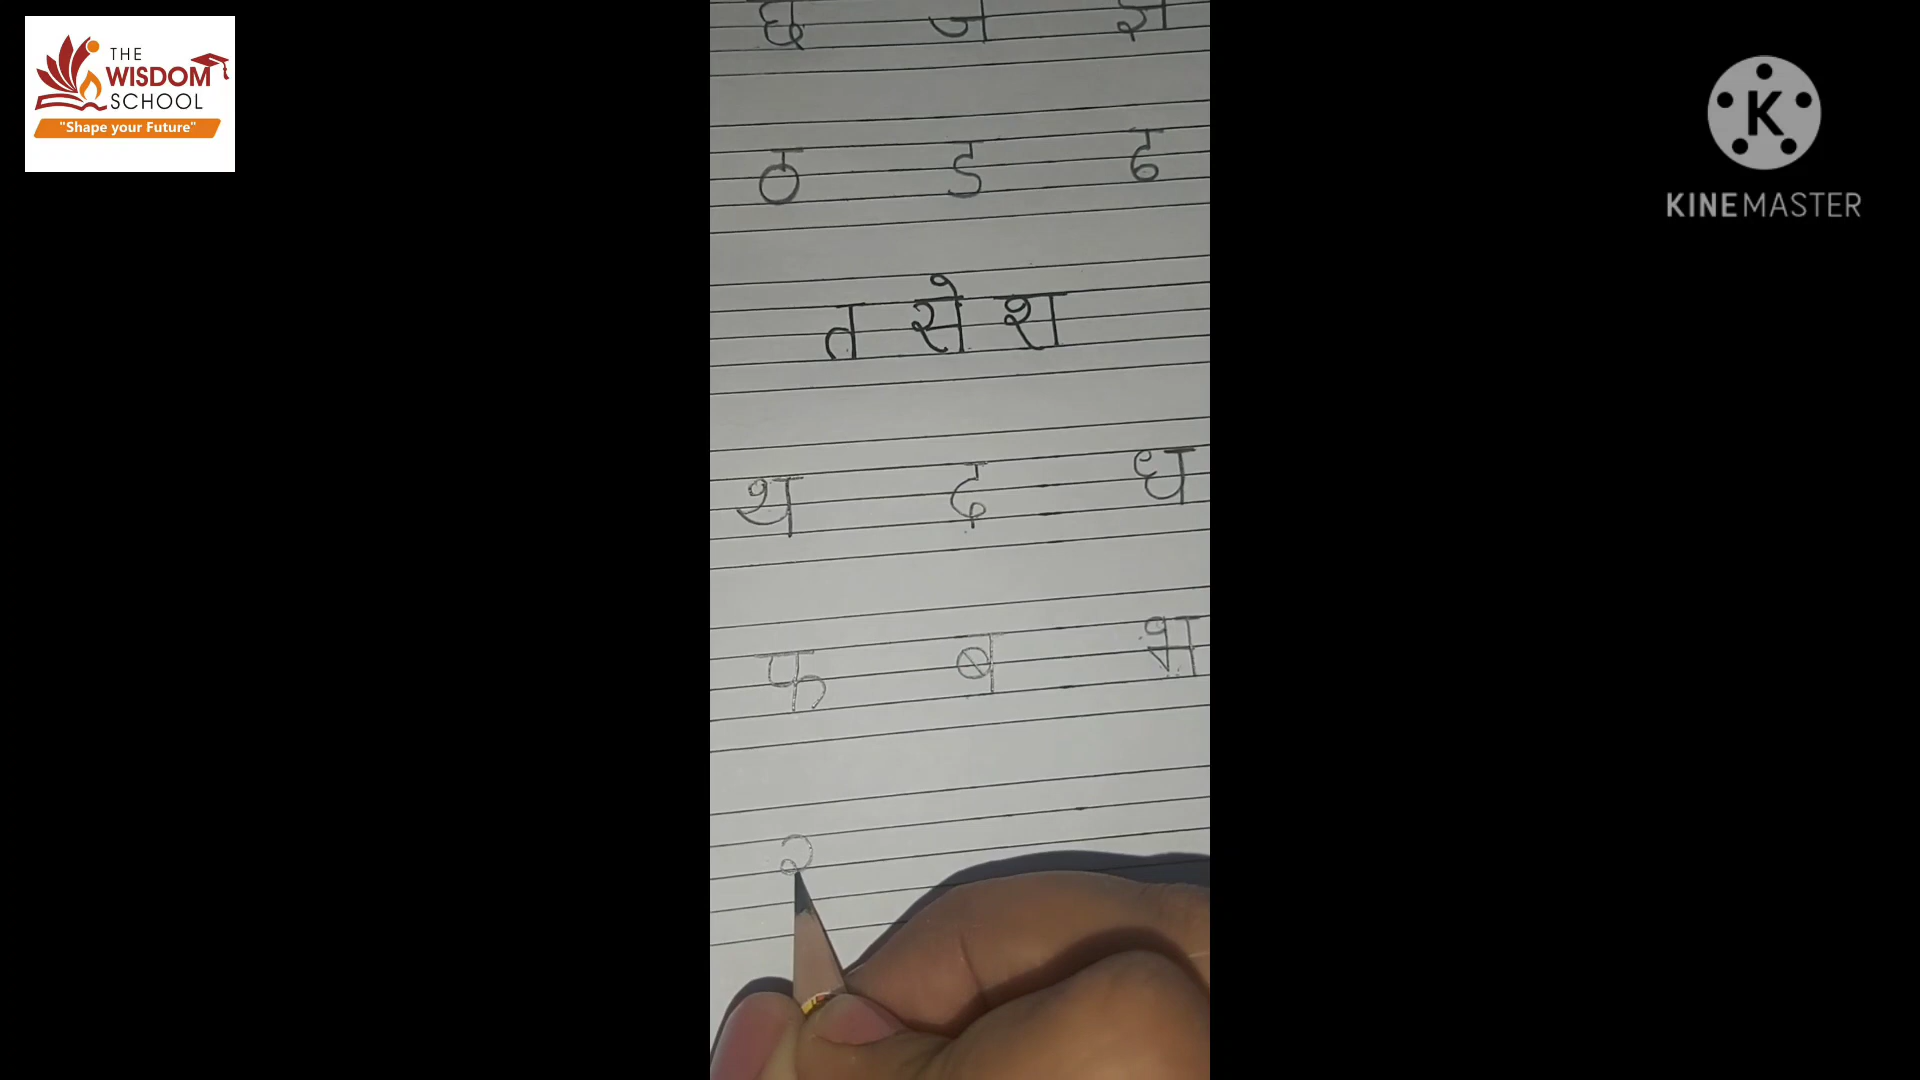 THE
WISDOM
SCHOOL
"Shape your Future"
K
KINEMASTER
छ ज झ
ठ ड ढ
त से श
थ द ध
फ ब भ